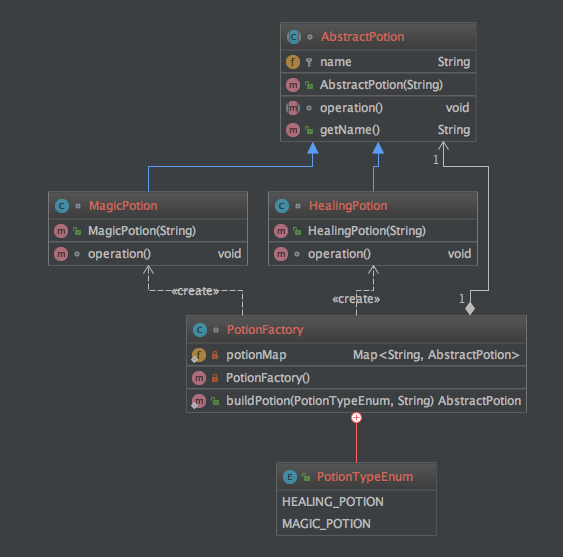 AbstractPotion
name String
AbstractPotion(String)
operation() void
getName() String
1
MagicPotion
MagicPotion(String)
operation() void
HealingPotion
HealingPotion(String)
operation() void
«create»
«create»
1
PotionFactory
potionMap Map<String, AbstractPotion>
PotionFactory()
buildPotion(PotionTypeEnum, String) AbstractPotion
PotionTypeEnum
HEALING_POTION
MAGIC_POTION